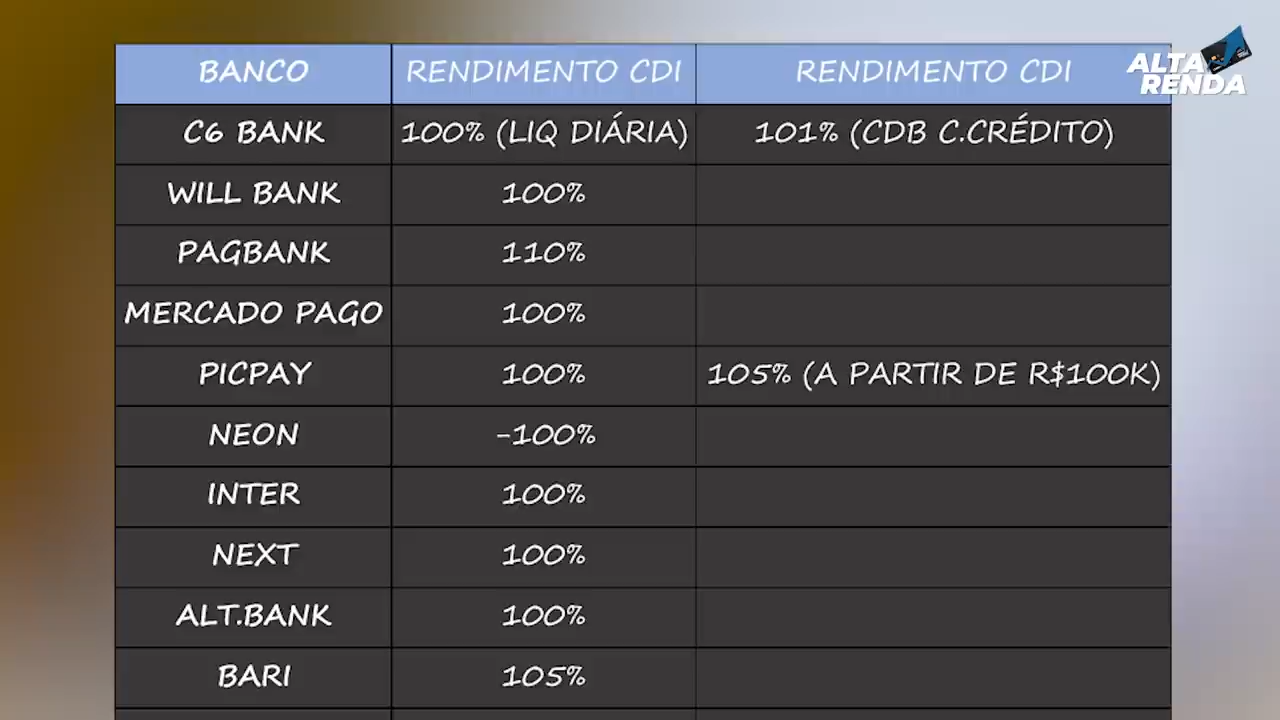 BANCO RENDIMENTO CDI RENDIMENTO CDI
ALTA
RENDA
C6 BANK 100% (LIQ DIÁRIA) 101% (CDB C.CRÉDITO)
WILL BANK 100%
PAGBANK 110%
MERCADO PAGO 100%
PICPAY 100% 105% (A PARTIR DE R$100K)
NEON -100%
INTER 100%
NEXT 100%
ALT.BANK 100%
BARI 105%